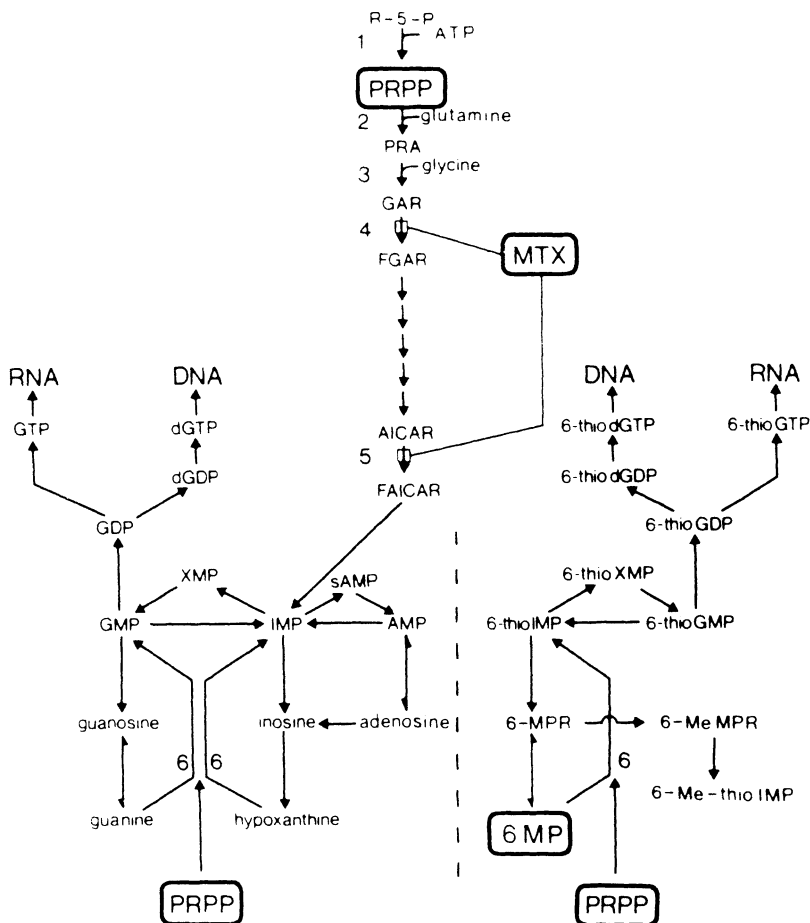 R-5-P
1 ATP
PRPP
2 glutamine
PRA
3 glycine
GAR
4
FGAR
MTX
AICAR
5
FAICAR
RNA DNA
GTP dGTP
dGDP
GDP
XMP sAMP
GMP IMP AMP
guanosine inosine adenosine
6 6
guanine hypoxanthine
PRPP
DNA RNA
6-thio dGTP 6-thio GTP
6-thio dGDP
6-thio GDP
6-thio XMP
6-thio IMP 6-thio GMP
6-MPR 6-Me MPR
6
6-Me-thio IMP
6 MP
PRPP